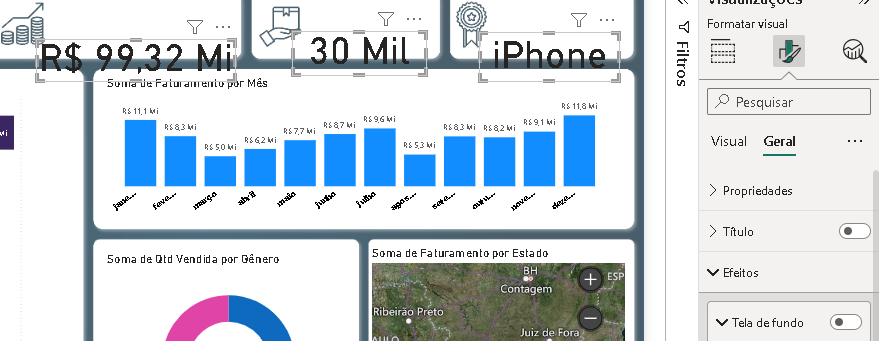 Visualizações
Formatar visual
Filtros
Pesquisar
Visual Geral
Propriedades
Título
Efeitos
Tela de fundo
R$ 99,32 Mi
30 Mil
iPhone
Mi
Soma de Faturamento por Mês
R$ 11,1 Mi
R$ 8,3 Mi
R$ 5,0 Mi
R$ 6,2 Mi
R$ 7,7 Mi
R$ 8,7 Mi
R$ 9,6 Mi
R$ 5,3 Mi
R$ 8,3 Mi
R$ 8,2 Mi
R$ 9,1 Mi
R$ 11,8 Mi
jane...
feve...
março
abril
maio
junho
julho
agos...
sete...
outu...
nove...
deze...
Soma de Qtd Vendida por Gênero
Soma de Faturamento por Estado
BH
Contagem
ESP
Ribeirão Preto
Juiz de Fora
AULO